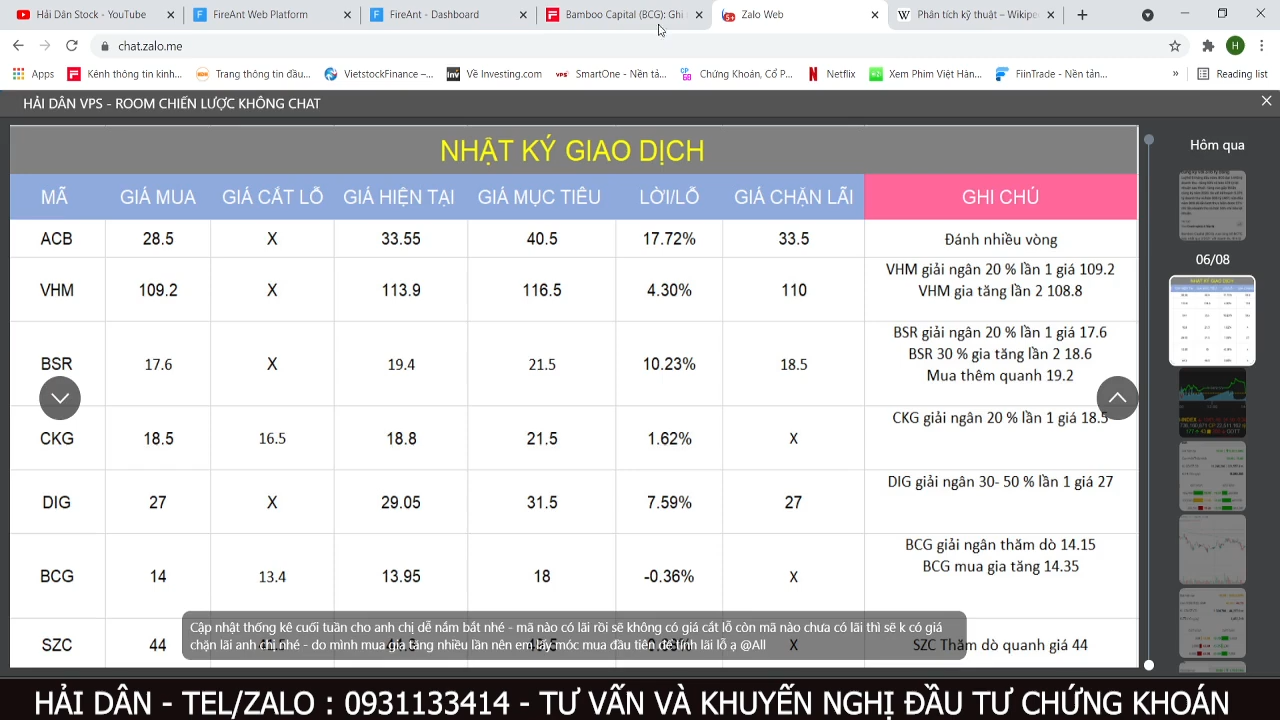 Hải Dân Stock - YouTube
FireAnt Web Platform
FireAnt - Dashboard
Bamboo Capital (BCG): Ghi
Zalo Web
Phân tích kỹ thuật – Wikipe
chat.zalo.me
H
Apps
Kênh thông tin kinh...
Trang thông tin đầu...
VietstockFinance –...
Về Investing.com
SmartOne - Nền tả...
Chứng Khoán, Cổ P...
Netflix
Xem Phim Việt Hàn...
FiinTrade - Nền tản...
»
Reading list
HẢI DÂN VPS - ROOM CHIẾN LƯỢC KHÔNG CHAT
NHẬT KÝ GIAO DỊCH
MÃ GIÁ MUA GIÁ CẮT LỖ GIÁ HIỆN TẠI GIÁ MỤC TIÊU LỜI/LỖ GIÁ CHẶN LÃI GHI CHÚ
ACB 28.5 X 33.55 40.5 17.72% 33.5 Đánh nhiều vòng
VHM 109.2 X 113.9 116.5 4.30% 110 VHM giải ngân 20 % lần 1 giá 109.2
VHM gia tăng lần 2 108.8
BSR 17.6 X 19.4 21.5 10.23% 18.5 BSR giải ngân 20 % lần 1 giá 17.6
BSR 30 % gia tăng lần 2 18.6
Mua thêm quanh 19.2
CKG 18.5 16.5 18.8 21.5 1.62% X CKG giải ngân 20 % lần 1 giá 18.5
DIG 27 X 29.05 31.5 7.59% 27 DIG giải ngân 30- 50 % lần 1 giá 27
BCG 14 13.4 13.95 18 -0.36% X BCG giải ngân thăm dò 14.15
BCG mua gia tăng 14.35
SZC 44 X SZC Thăm dò quanh giá 44
Cập nhật thống kê cuối tuần cho anh chị dễ nắm bắt nhé - mã nào có lãi rồi sẽ không có giá cắt lỗ còn mã nào chưa có lãi thì sẽ k có giá
chặn lãi anh chị nhé - do mình mua gia tăng nhiều lần nên em lấy móc mua đầu tiên để tính lãi lỗ ạ @All
Hôm qua
06/08
HẢI DÂN - TEL/ZALO : 0931133414 - TƯ VẤN VÀ KHUYẾN NGHỊ ĐẦU TƯ CHỨNG KHOÁN